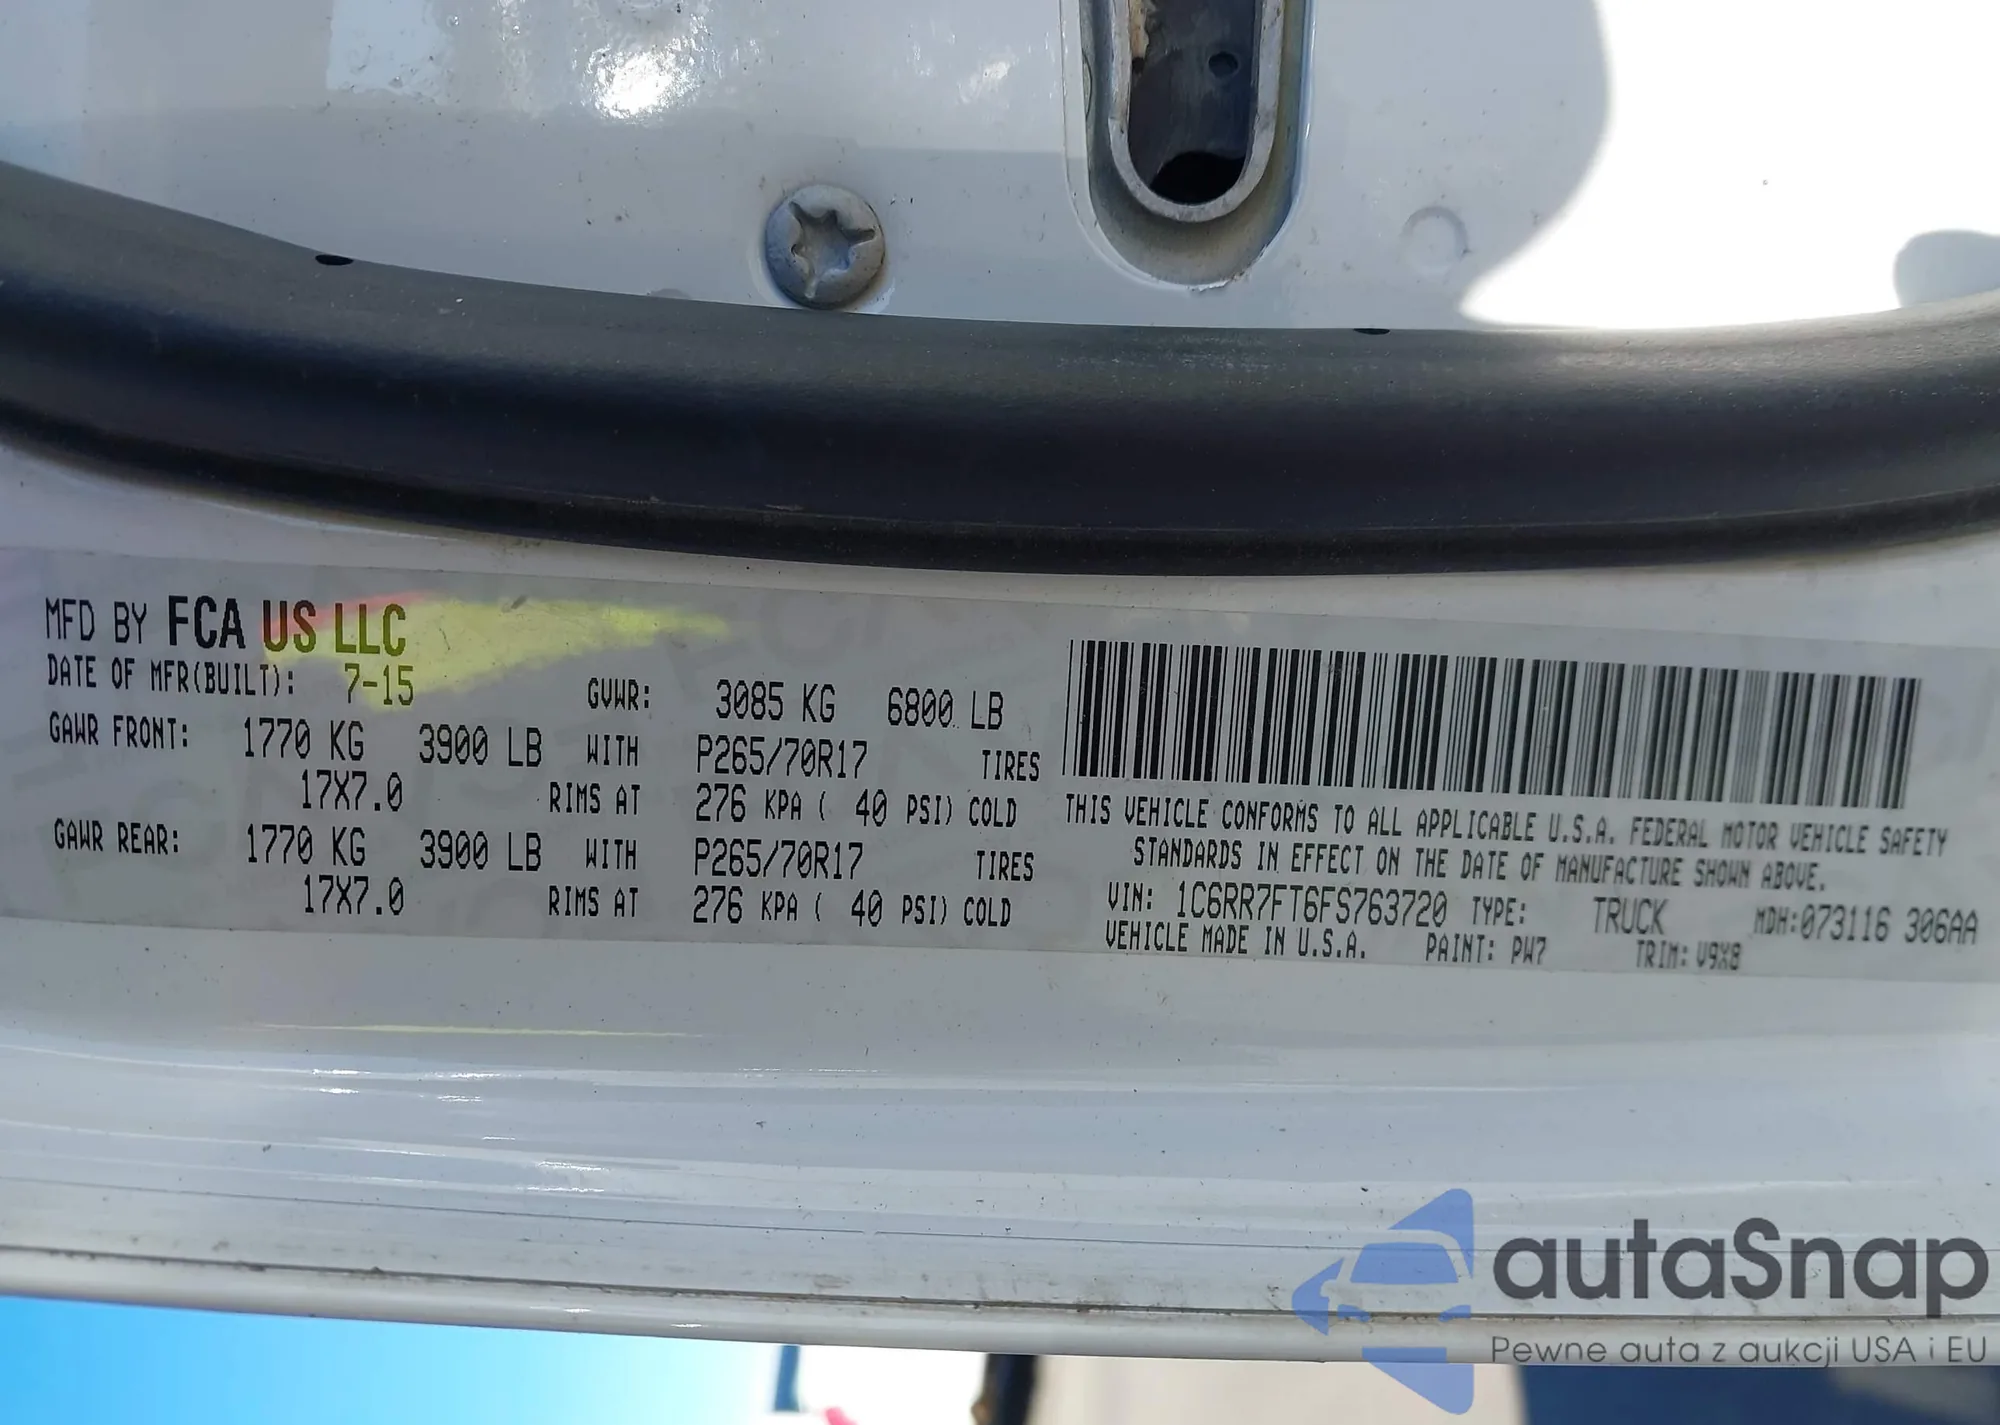 MFD BY FCA US LLC
DATE OF MFR(BUILT): 7-15 GVWR: 3085 KG 6800 LB
GAWR FRONT: 1770 KG 3900 LB WITH P265/70R17 TIRES
17X7.0 RIMS AT 276 KPA ( 40 PSI) COLD
GAWR REAR: 1770 KG 3900 LB WITH P265/70R17 TIRES
17X7.0 RIMS AT 276 KPA ( 40 PSI) COLD
THIS VEHICLE CONFORMS TO ALL APPLICABLE U.S.A. FEDERAL MOTOR VEHICLE SAFETY
STANDARDS IN EFFECT ON THE DATE OF MANUFACTURE SHOWN ABOVE.
VIN: 1C6RR7FT6FS763720 TYPE: TRUCK MDH:073116 306AA
VEHICLE MADE IN U.S.A. PAINT: PW7 TRIM: V9X8
autaSnap
Pewne auta z aukcji USA i EU